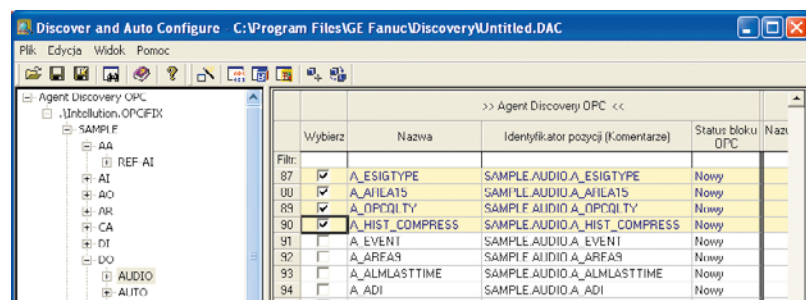 Discover and Auto Configure - C:\Program Files\GE Fanuc\Discovery\Untitled.DAC
Plik Edycja Widok Pomoc
Agent Discovery OPC
.\Intellution.OPCiFIX
SAMPLE
AA
REF-AI
AI
AO
AR
CA
DI
DO
AUDIO
AUTO
>> Agent Discovery OPC <<
Wybierz Nazwa Identyfikator pozycji (Komentarze) Status bloku OPC
Filtr:
87 A_ESIGTYPE SAMPLE.AUDIO.A_ESIGTYPE Nowy
88 A_AREA15 SAMPLE.AUDIO.A_AREA15 Nowy
89 A_OPCQLTY SAMPLE.AUDIO.A_OPCQLTY Nowy
90 A_HIST_COMPRESS SAMPLE.AUDIO.A_HIST_COMPRESS Nowy
91 A_EVENT SAMPLE.AUDIO.A_EVENT Nowy
92 A_AREA9 SAMPLE.AUDIO.A_AREA9 Nowy
93 A_ALMLASTTIME SAMPLE.AUDIO.A_ALMLASTTIME Nowy
94 A_ADI SAMPLE.AUDIO.A_ADI Nowy